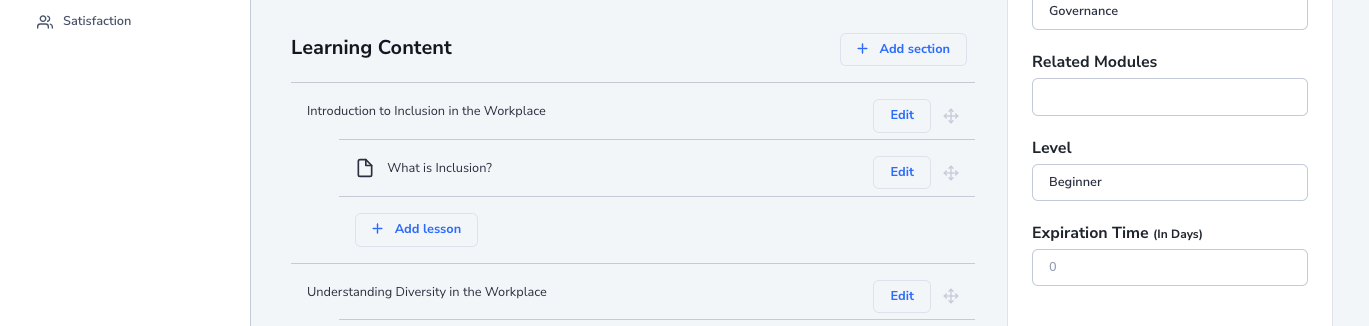 Satisfaction
Learning Content
Add section
Introduction to Inclusion in the Workplace
Edit
What is Inclusion?
Edit
Add lesson
Understanding Diversity in the Workplace
Edit
Governance
Related Modules
Level
Beginner
Expiration Time (In Days)
0